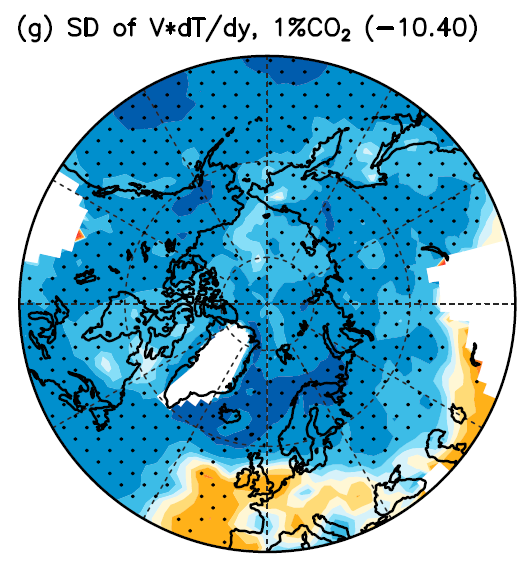 (g) SD of V*dT/dy, 1%CO₂ (−10.40)